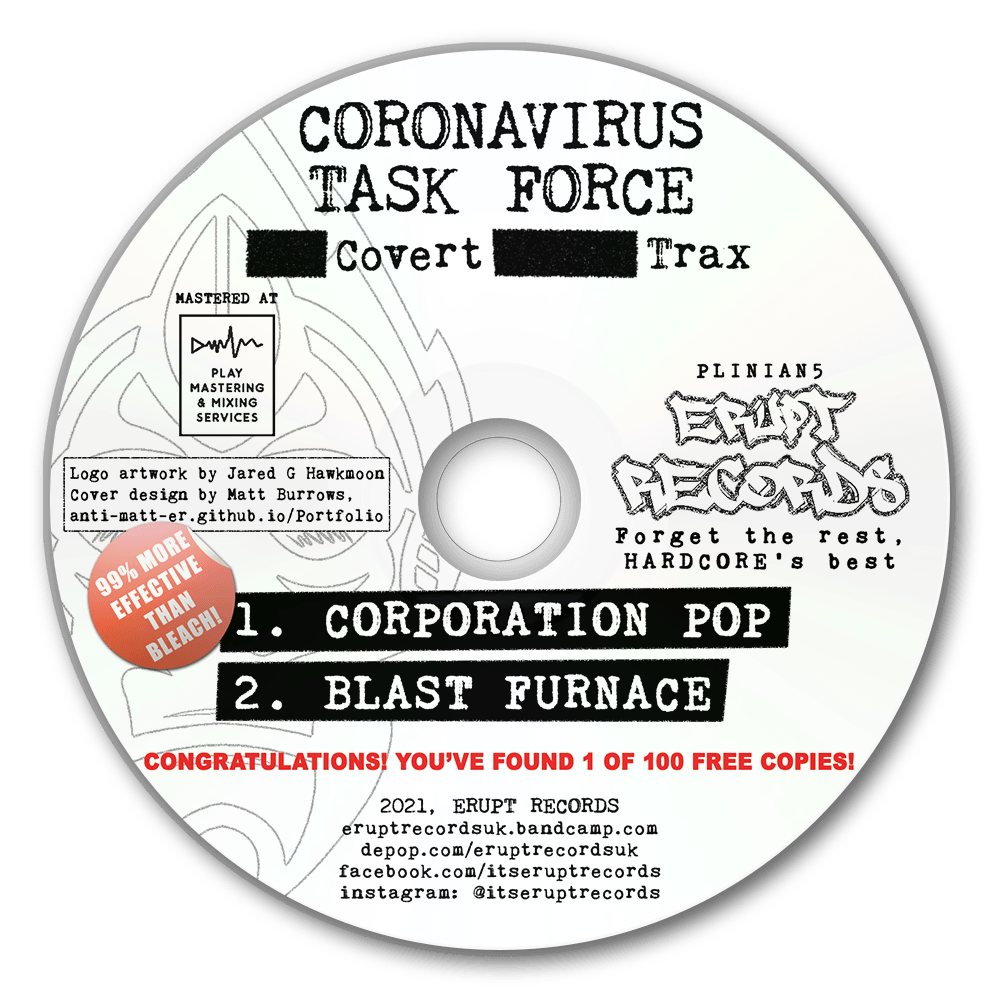 CORONAVIRUS
TASK FORCE
Covert Trax
MASTERED AT
PLAY
MASTERING
& MIXING
SERVICES
PLINIAN5
ERUPT
RECORDS
Forget the rest,
HARDCORE's best
Logo artwork by Jared G Hawkmoon
Cover design by Matt Burrows,
anti-matt-er.github.io/Portfolio
99% MORE
EFFECTIVE
THAN
BLEACH!
1. CORPORATION POP
2. BLAST FURNACE
CONGRATULATIONS! YOU'VE FOUND 1 OF 100 FREE COPIES!
2021, ERUPT RECORDS
eruptrecordsuk.bandcamp.com
depop.com/eruptrecordsuk
facebook.com/itseruptrecords
instagram: @itseruptrecords